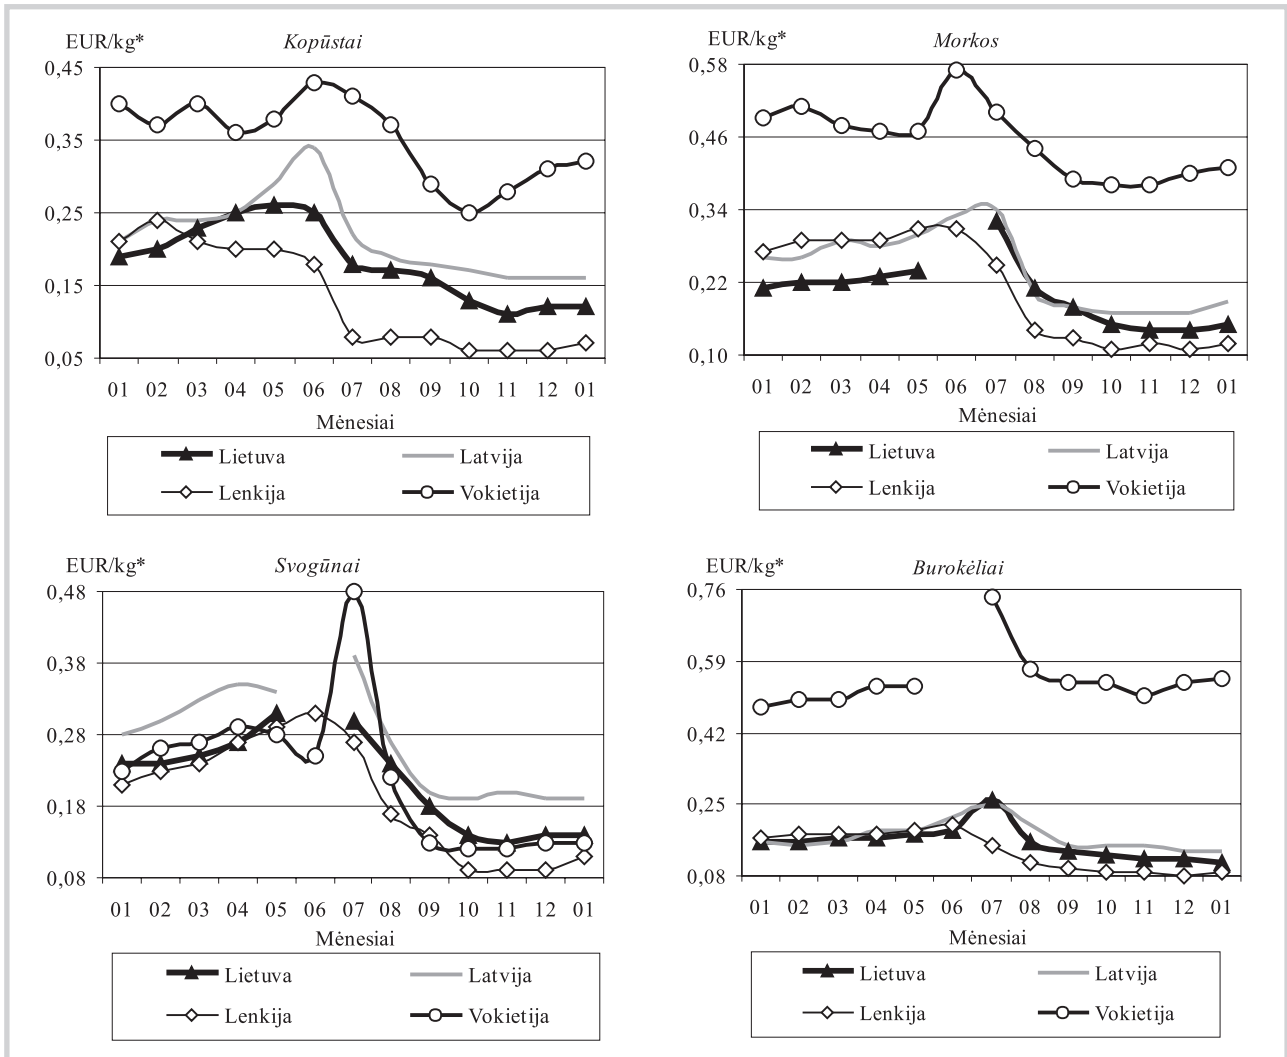 EUR/kg*
Kopūstai
0,45
0,35
0,25
0,15
0,05
01 02 03 04 05 06 07 08 09 10 11 12 01
Mėnesiai
Lietuva Latvija
Lenkija Vokietija
EUR/kg*
Morkos
0,58
0,46
0,34
0,22
0,10
01 02 03 04 05 06 07 08 09 10 11 12 01
Mėnesiai
Lietuva Latvija
Lenkija Vokietija
EUR/kg*
Svogūnai
0,48
0,38
0,28
0,18
0,08
01 02 03 04 05 06 07 08 09 10 11 12 01
Mėnesiai
Lietuva Latvija
Lenkija Vokietija
EUR/kg*
Burokėliai
0,76
0,59
0,42
0,25
0,08
01 02 03 04 05 06 07 08 09 10 11 12 01
Mėnesiai
Lietuva Latvija
Lenkija Vokietija